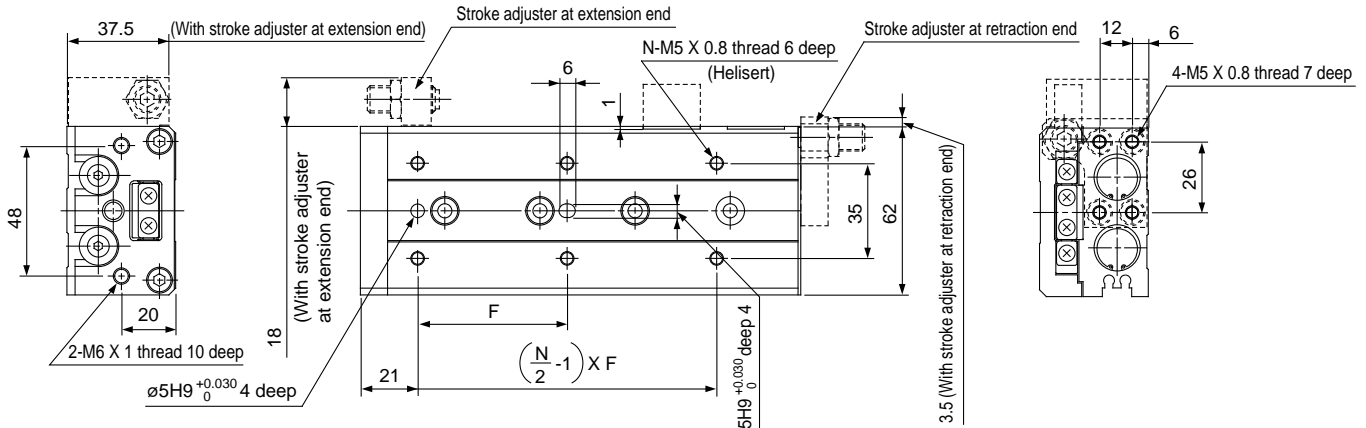 37.5
(With stroke adjuster at extension end)
Stroke adjuster at extension end
N-M5 X 0.8 thread 6 deep
(Helisert)
Stroke adjuster at retraction end
12
6
4-M5 X 0.8 thread 7 deep
6
1
48
20
2-M6 X 1 thread 10 deep
18
(With stroke adjuster
at extension end)
35
62
3.5 (With stroke adjuster at retraction end)
26
F
(N/2 -1) X F
21
ø5H9 +0.030 0 4 deep
5H9 +0.030 0 deep 4